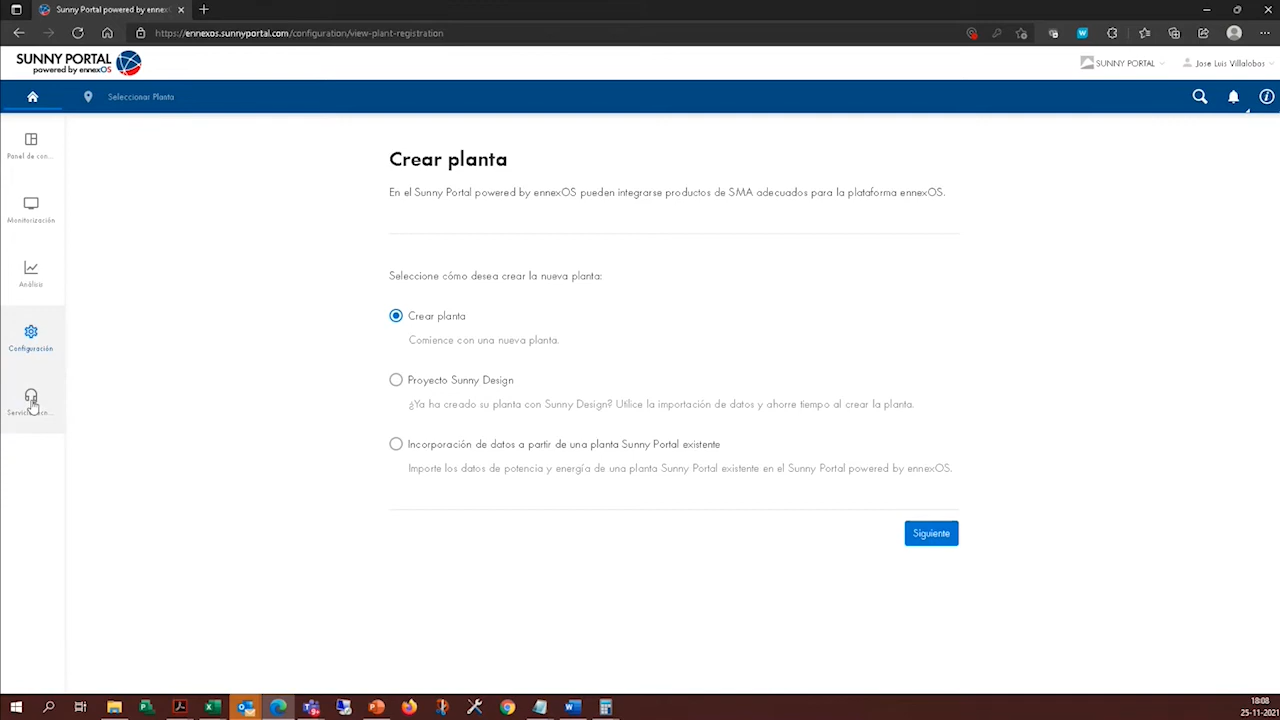 Sunny Portal powered by ennex
https://ennexos.sunnyportal.com/configuration/view-plant-registration
SUNNY PORTAL
powered by ennexOS
SUNNY PORTAL
Jose Luis Villalobos
Seleccionar Planta
Panel de con...
Monitorización
Análisis
Configuración
Crear planta
En el Sunny Portal powered by ennexOS pueden integrarse productos de SMA adecuados para la plataforma ennexOS.
Seleccione cómo desea crear la nueva planta:
Crear planta
Comience con una nueva planta.
Proyecto Sunny Design
¿Ya ha creado su planta con Sunny Design? Utilice la importación de datos y ahorre tiempo al crear la planta.
Incorporación de datos a partir de una planta Sunny Portal existente
Importe los datos de potencia y energía de una planta Sunny Portal existente en el Sunny Portal powered by ennexOS.
Siguiente
18:08
25-11-2021